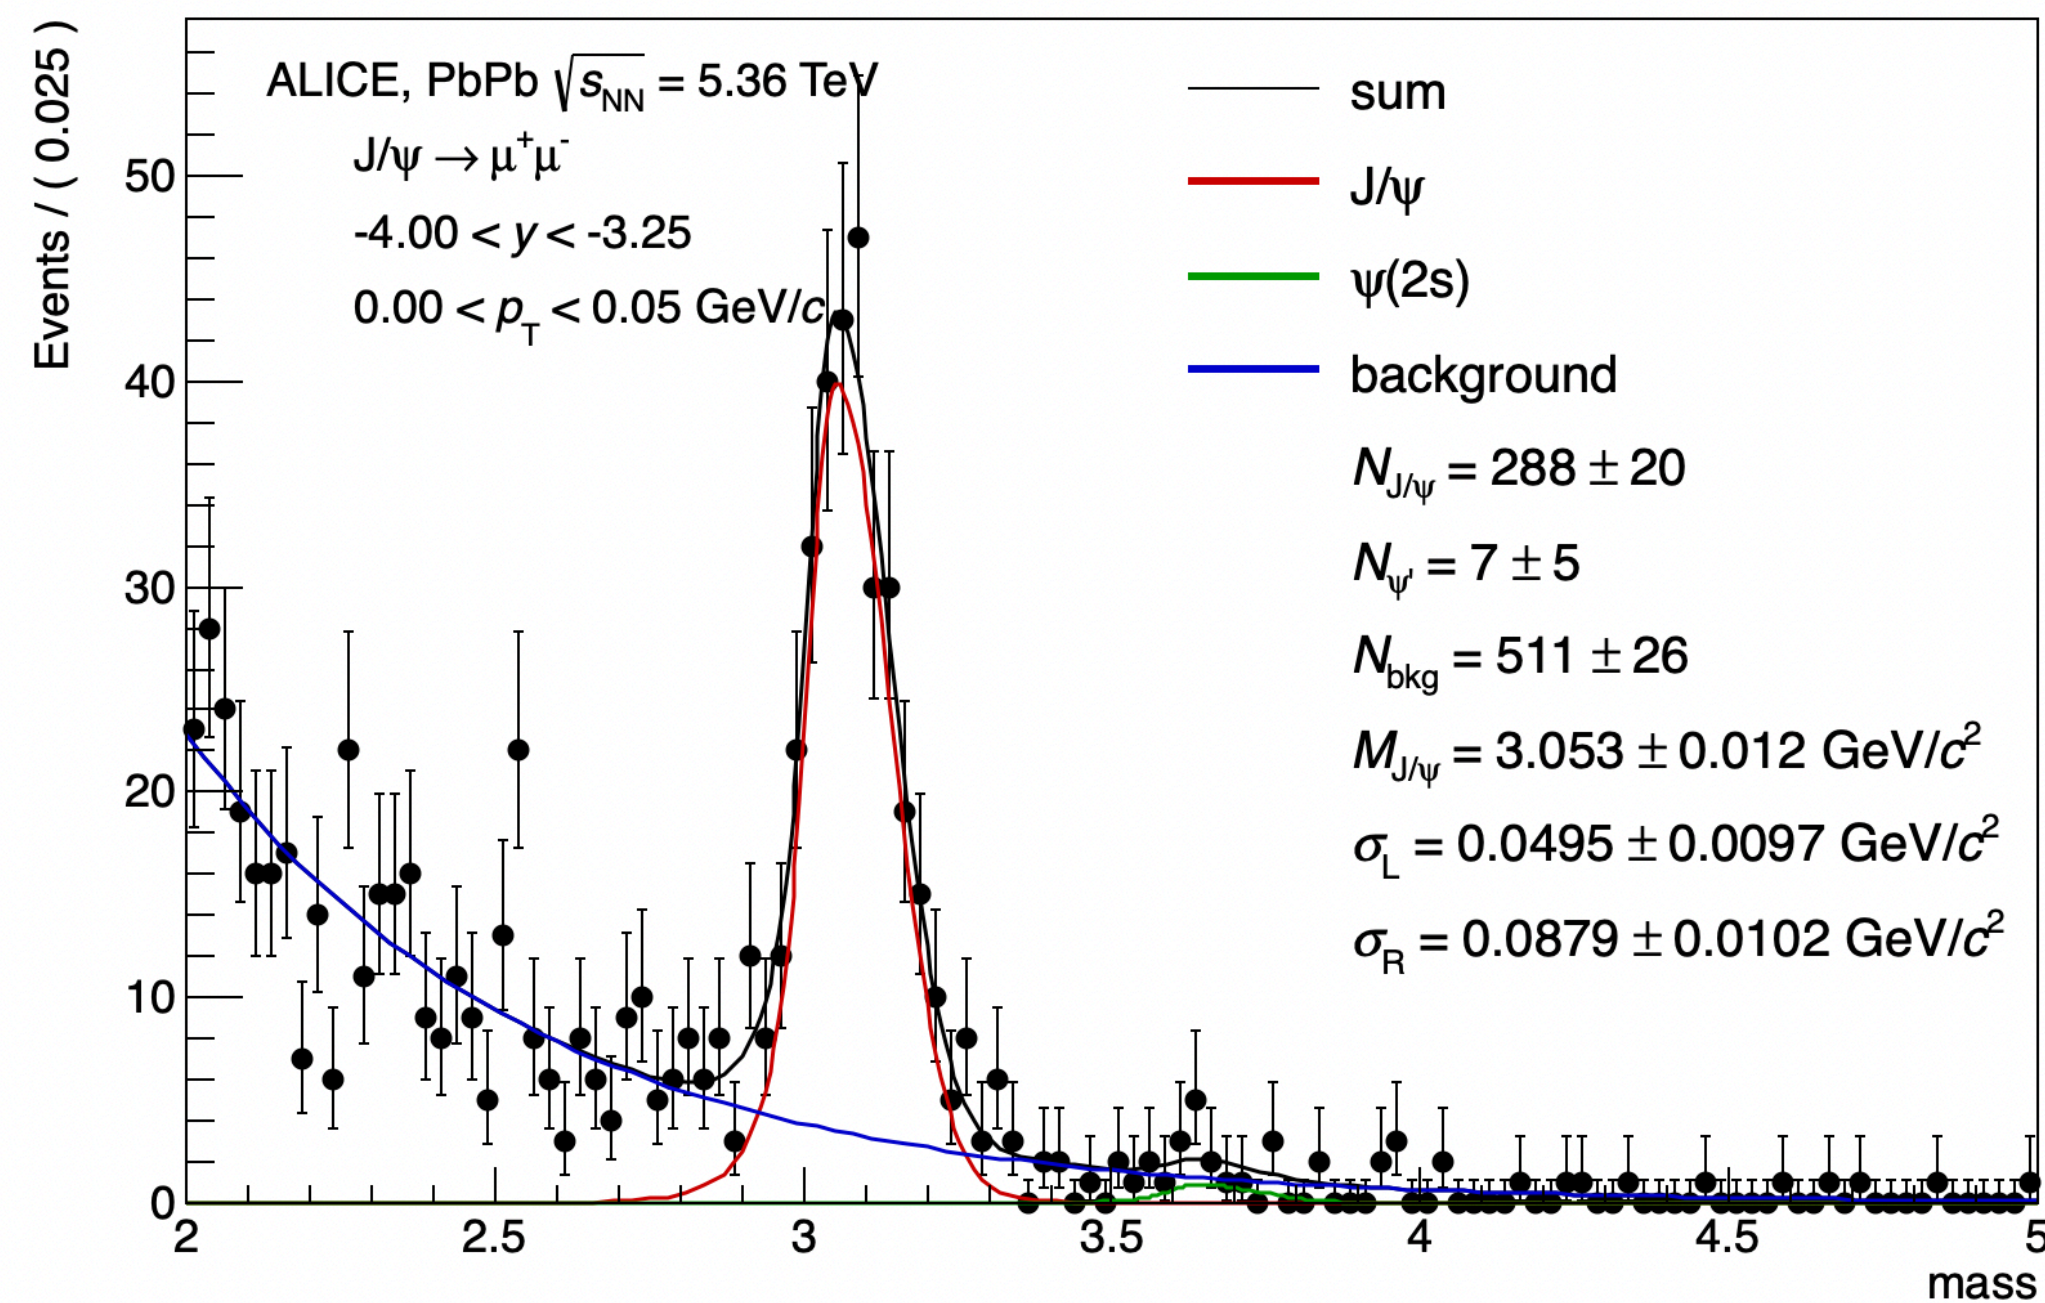 Events / ( 0.025 )
ALICE, PbPb √s_NN = 5.36 TeV
J/ψ → μ⁺μ⁻
-4.00 < y < -3.25
0.00 < p_T < 0.05 GeV/c
sum
J/ψ
ψ(2s)
background
N_J/ψ = 288 ± 20
N_ψ' = 7 ± 5
N_bkg = 511 ± 26
M_J/ψ = 3.053 ± 0.012 GeV/c²
σ_L = 0.0495 ± 0.0097 GeV/c²
σ_R = 0.0879 ± 0.0102 GeV/c²
50
40
30
20
10
0
2 2.5 3 3.5 4 4.5 5
mass